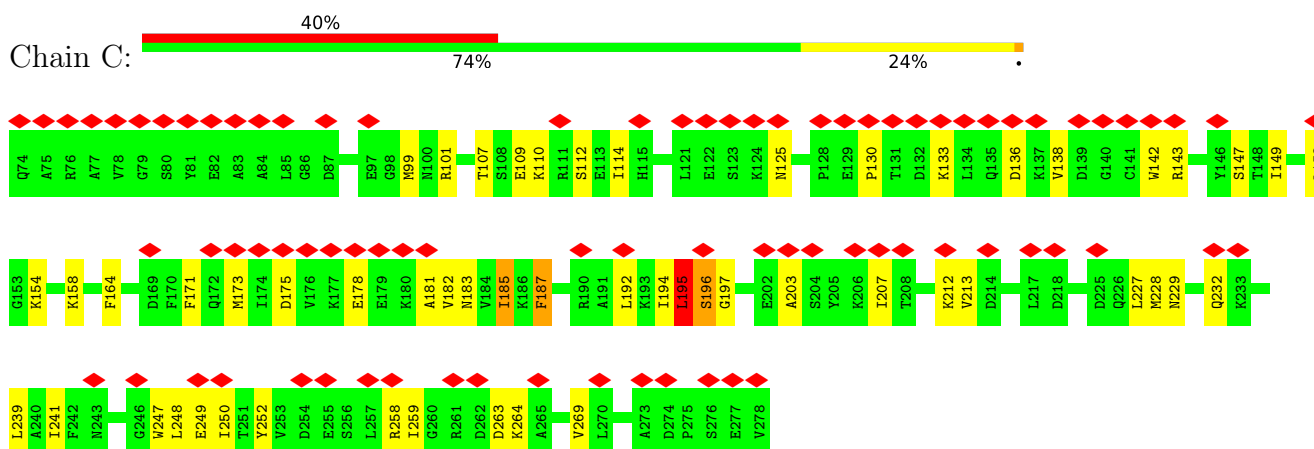 40%
Chain C:
74% 24% •
Q74 A75 R76 A77 V78 G79 S80 Y81 E82 A83 A84 L85 G86 D87 E97 G98 M99 N100 R101 T107 S108 E109 K110 R111 S112 E113 I114 H115 L121 E122 S123 K124 N125 P128 E129 P130 T131 D132 K133 L134 Q135 D136 K137 V138 D139 G140 C141 W142 R143 Y146 S147 T148 I149
G153 K154 K158 F164 D169 F170 F171 Q172 M173 I174 D175 V176 K177 E178 E179 K180 A181 V182 N183 V184 I185 K186 F187 R190 A191 L192 K193 I194 L195 S196 G197 E202 A203 S204 Y205 K206 I207 T208 K212 V213 D214 L217 D218 D225 Q226 L227 M228 N229 Q232 K233
L239 A240 I241 F242 N243 G246 W247 L248 E249 I250 T251 Y252 V253 D254 E255 S256 L257 R258 I259 G260 R261 D262 D263 K264 A265 V269 L270 A273 D274 P275 S276 E277 V278